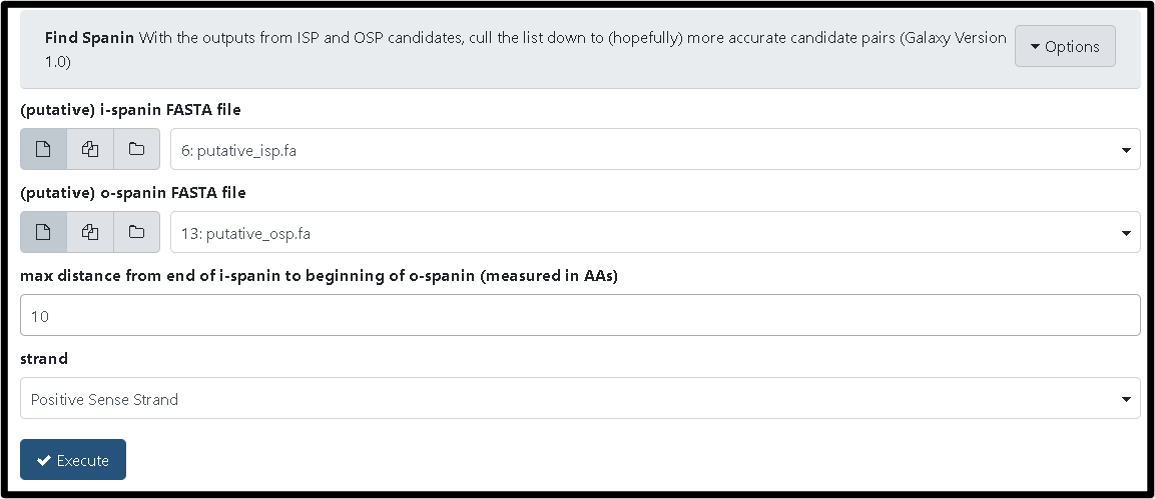 Find Spanin With the outputs from ISP and OSP candidates, cull the list down to (hopefully) more accurate candidate pairs (Galaxy Version
1.0)
Options
(putative) i-spanin FASTA file
6: putative_isp.fa
(putative) o-spanin FASTA file
13: putative_osp.fa
max distance from end of i-spanin to beginning of o-spanin (measured in AAs)
10
strand
Positive Sense Strand
Execute